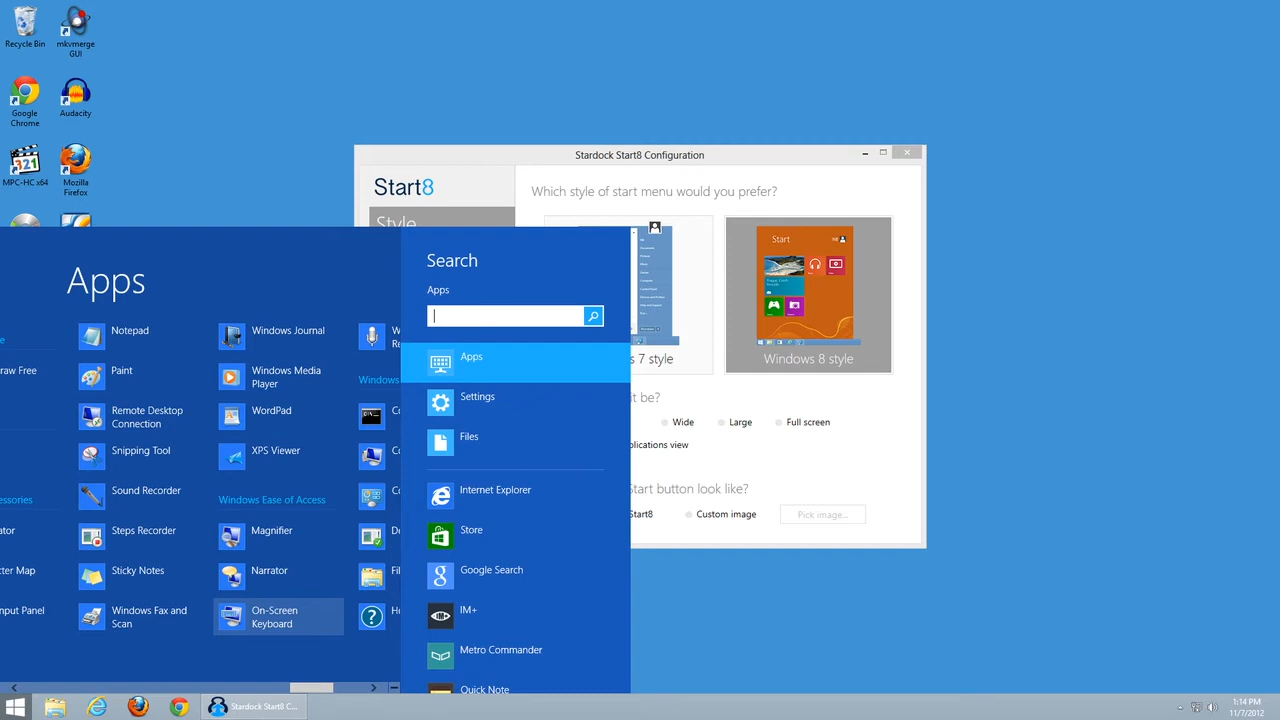 Recycle Bin
mkvmerge
GUI
Google
Chrome
Audacity
MPC-HC x64
Mozilla
Firefox
Stardock Start8 Configuration
Start8
Style
Which style of start menu would you prefer?
Start
s 7 style
Windows 8 style
it be?
Wide
Large
Full screen
plications view
Start button look like?
Start8
Custom image
Pick image...
Apps
Notepad
Windows Journal
raw Free
Paint
Windows Media
Player
Windows
Remote Desktop
Connection
WordPad
Snipping Tool
XPS Viewer
essories
Sound Recorder
Windows Ease of Access
ator
Steps Recorder
Magnifier
ter Map
Sticky Notes
Narrator
nput Panel
Windows Fax and
Scan
On-Screen
Keyboard
Search
Apps
Apps
Settings
Files
Internet Explorer
Store
Google Search
IM+
Metro Commander
Quick Note
Stardock Start8 C...
1:14 PM
11/7/2012